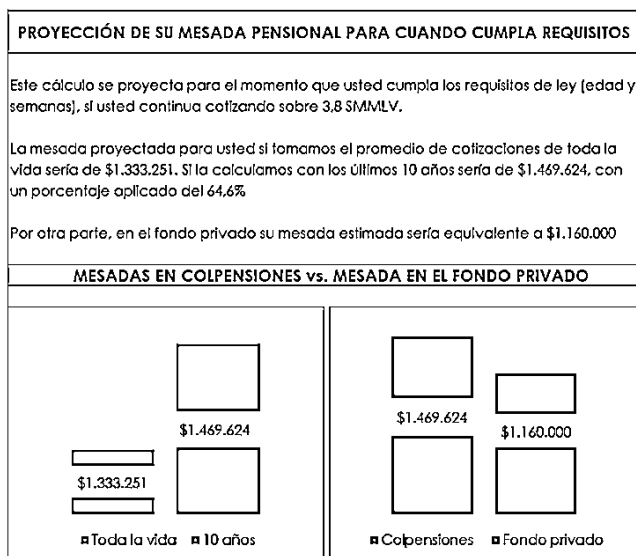 PROYECCIÓN DE SU MESADA PENSIONAL PARA CUANDO CUMPLA REQUISITOS
Este cálculo se proyecta para el momento que usted cumpla los requisitos de ley (edad y
semanas), si usted continua cotizando sobre 3,8 SMMLV.
La mesada proyectada para usted si tomamos el promedio de cotizaciones de toda la
vida sería de $1.333.251. Si la calculamos con los últimos 10 años sería de $1.469.624, con
un porcentaje aplicado del 64,6%
Por otra parte, en el fondo privado su mesada estimada sería equivalente a $1.160.000
MESADAS EN COLPENSIONES vs. MESADA EN EL FONDO PRIVADO
$1.469.624
$1.333.251
Toda la vida 10 años
$1.469.624
$1.160.000
Colpensiones Fondo privado